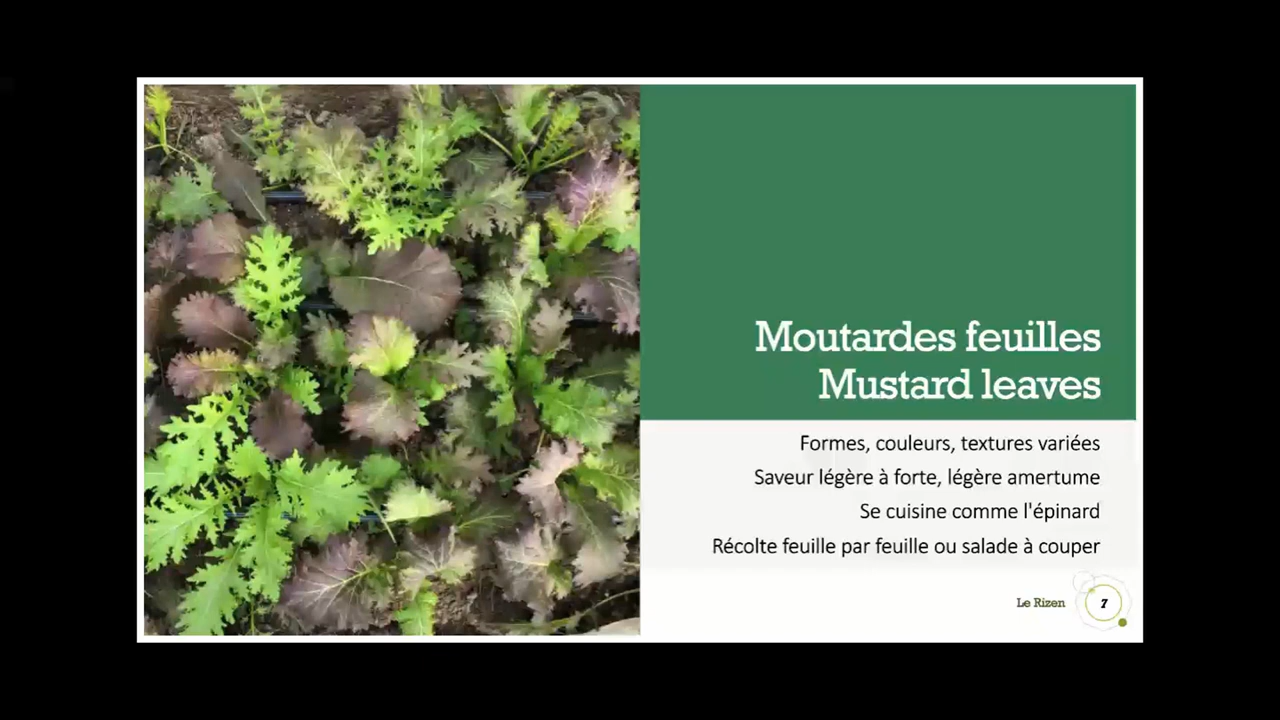 Moutardes feuilles
Mustard leaves
Formes, couleurs, textures variées
Saveur légère à forte, légère amertume
Se cuisine comme l'épinard
Récolte feuille par feuille ou salade à couper
Le Rizen
7